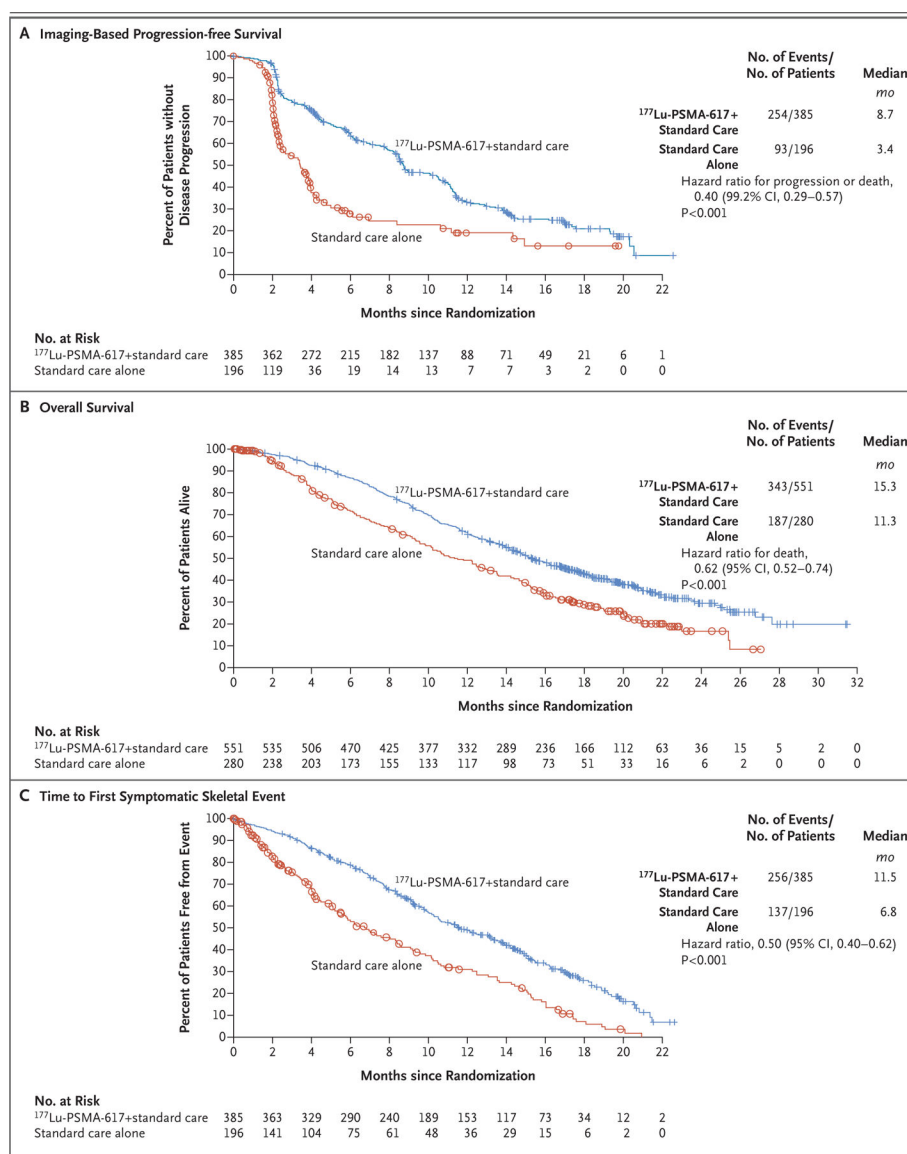 A Imaging-Based Progression-free Survival
Percent of Patients without
Disease Progression
100
90
80
70
60
50
40
30
20
10
0
0 2 4 6 8 10 12 14 16 18 20 22
Months since Randomization
¹⁷⁷Lu-PSMA-617+standard care
Standard care alone
No. of Events/
No. of Patients Median
mo
¹⁷⁷Lu-PSMA-617+ 254/385 8.7
Standard Care
Standard Care 93/196 3.4
Alone
Hazard ratio for progression or death,
0.40 (99.2% CI, 0.29–0.57)
P<0.001
No. at Risk
¹⁷⁷Lu-PSMA-617+standard care 385 362 272 215 182 137 88 71 49 21 6 1
Standard care alone 196 119 36 19 14 13 7 7 3 2 0 0
B Overall Survival
Percent of Patients Alive
100
90
80
70
60
50
40
30
20
10
0
0 2 4 6 8 10 12 14 16 18 20 22 24 26 28 30 32
Months since Randomization
¹⁷⁷Lu-PSMA-617+standard care
Standard care alone
No. of Events/
No. of Patients Median
mo
¹⁷⁷Lu-PSMA-617+ 343/551 15.3
Standard Care
Standard Care 187/280 11.3
Alone
Hazard ratio for death,
0.62 (95% CI, 0.52–0.74)
P<0.001
No. at Risk
¹⁷⁷Lu-PSMA-617+standard care 551 535 506 470 425 377 332 289 236 166 112 63 36 15 5 2 0
Standard care alone 280 238 203 173 155 133 117 98 73 51 33 16 6 2 0 0 0
C Time to First Symptomatic Skeletal Event
Percent of Patients Free from Event
100
90
80
70
60
50
40
30
20
10
0
0 2 4 6 8 10 12 14 16 18 20 22
Months since Randomization
¹⁷⁷Lu-PSMA-617+standard care
Standard care alone
No. of Events/
No. of Patients Median
mo
¹⁷⁷Lu-PSMA-617+ 256/385 11.5
Standard Care
Standard Care 137/196 6.8
Alone
Hazard ratio, 0.50 (95% CI, 0.40–0.62)
P<0.001
No. at Risk
¹⁷⁷Lu-PSMA-617+standard care 385 363 329 290 240 189 153 117 73 34 12 2
Standard care alone 196 141 104 75 61 48 36 29 15 6 2 0